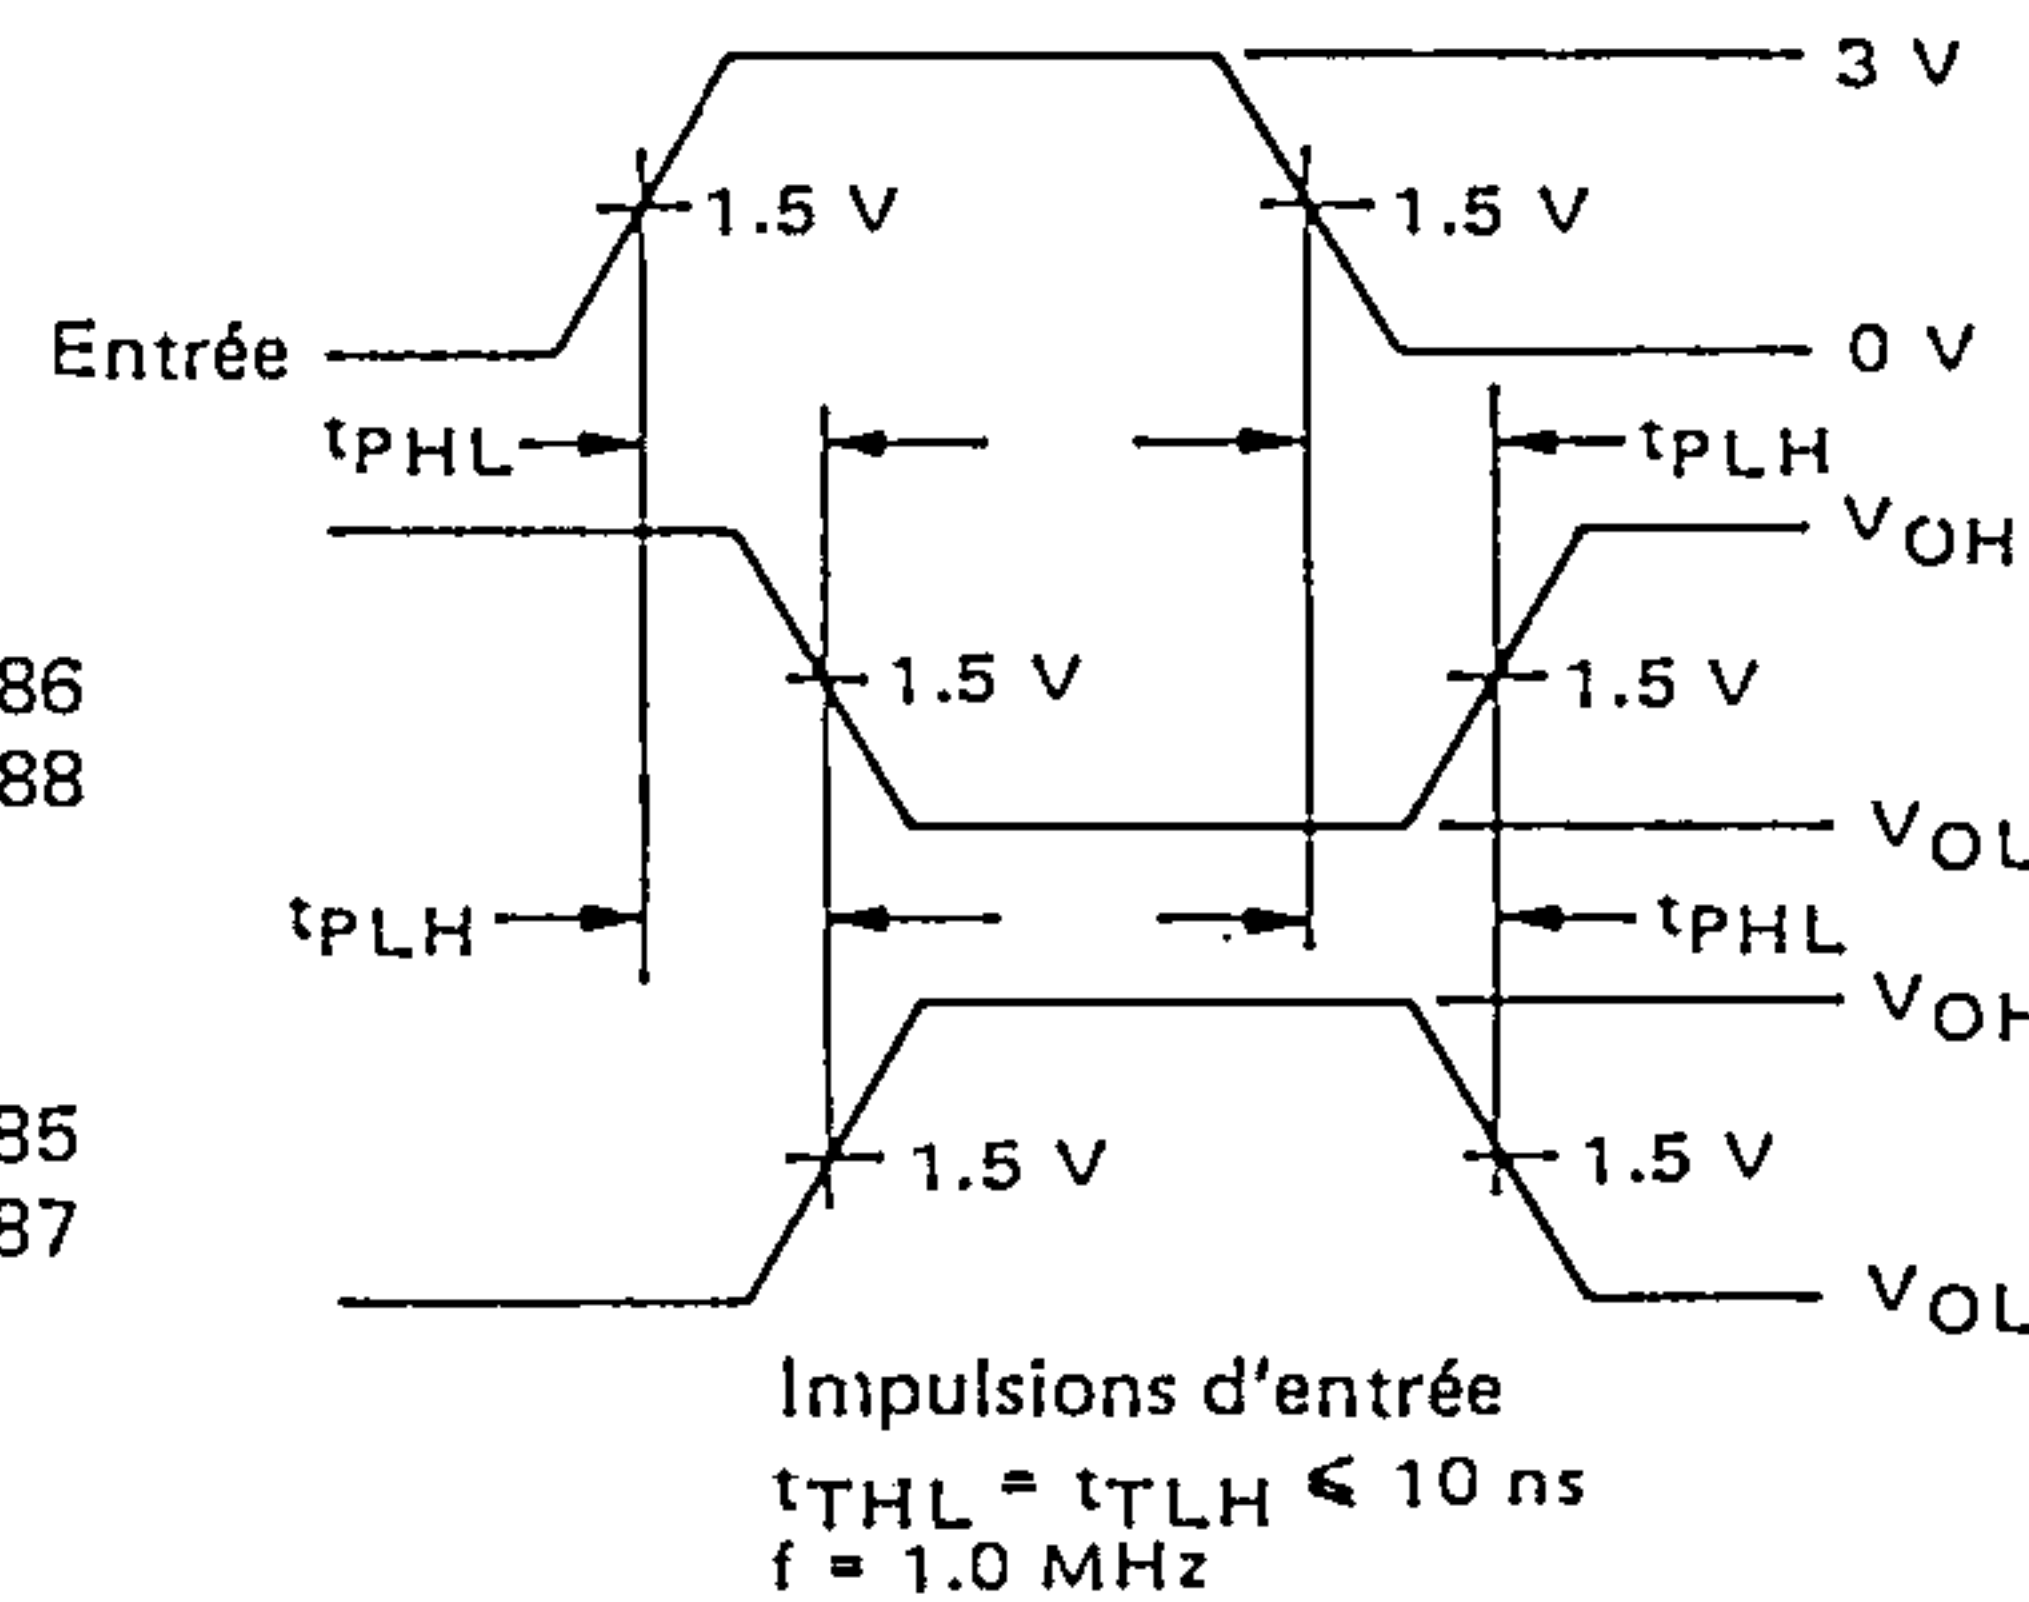 3 V
1.5 V 1.5 V
Entrée 0 V
tPHL tPLH
VOH
86 1.5 V 1.5 V
88
VOL
tPLH tPHL
VOH
85 1.5 V 1.5 V
87
VOL
Impulsions d'entrée
tTHL = tTLH ⩽ 10 ns
f = 1.0 MHz